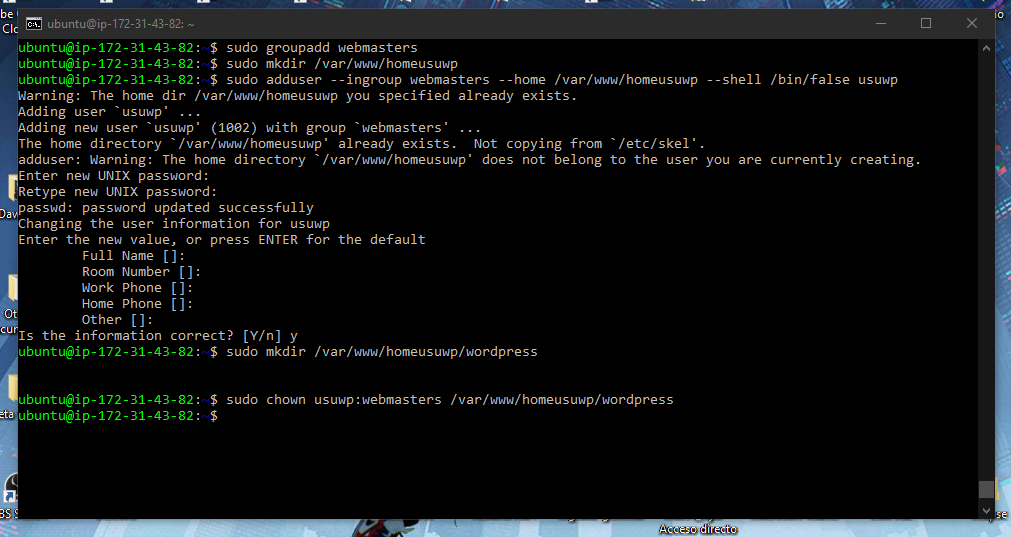 be
Clo
io
ubuntu@ip-172-31-43-82: ~
ubuntu@ip-172-31-43-82:~$ sudo groupadd webmasters
ubuntu@ip-172-31-43-82:~$ sudo mkdir /var/www/homeusuwp
ubuntu@ip-172-31-43-82:~$ sudo adduser --ingroup webmasters --home /var/www/homeusuwp --shell /bin/false usuwp
Warning: The home dir /var/www/homeusuwp you specified already exists.
Adding user `usuwp' ...
Adding new user `usuwp' (1002) with group `webmasters' ...
The home directory `/var/www/homeusuwp' already exists.  Not copying from `/etc/skel'.
adduser: Warning: The home directory `/var/www/homeusuwp' does not belong to the user you are currently creating.
Enter new UNIX password:
Retype new UNIX password:
passwd: password updated successfully
Changing the user information for usuwp
Enter the new value, or press ENTER for the default
        Full Name []:
        Room Number []:
        Work Phone []:
        Home Phone []:
        Other []:
Is the information correct? [Y/n] y
ubuntu@ip-172-31-43-82:~$ sudo mkdir /var/www/homeusuwp/wordpress
ubuntu@ip-172-31-43-82:~$ sudo chown usuwp:webmasters /var/www/homeusuwp/wordpress
ubuntu@ip-172-31-43-82:~$
Dav
Ot
cur
eta
BS S
se
Acceso directo